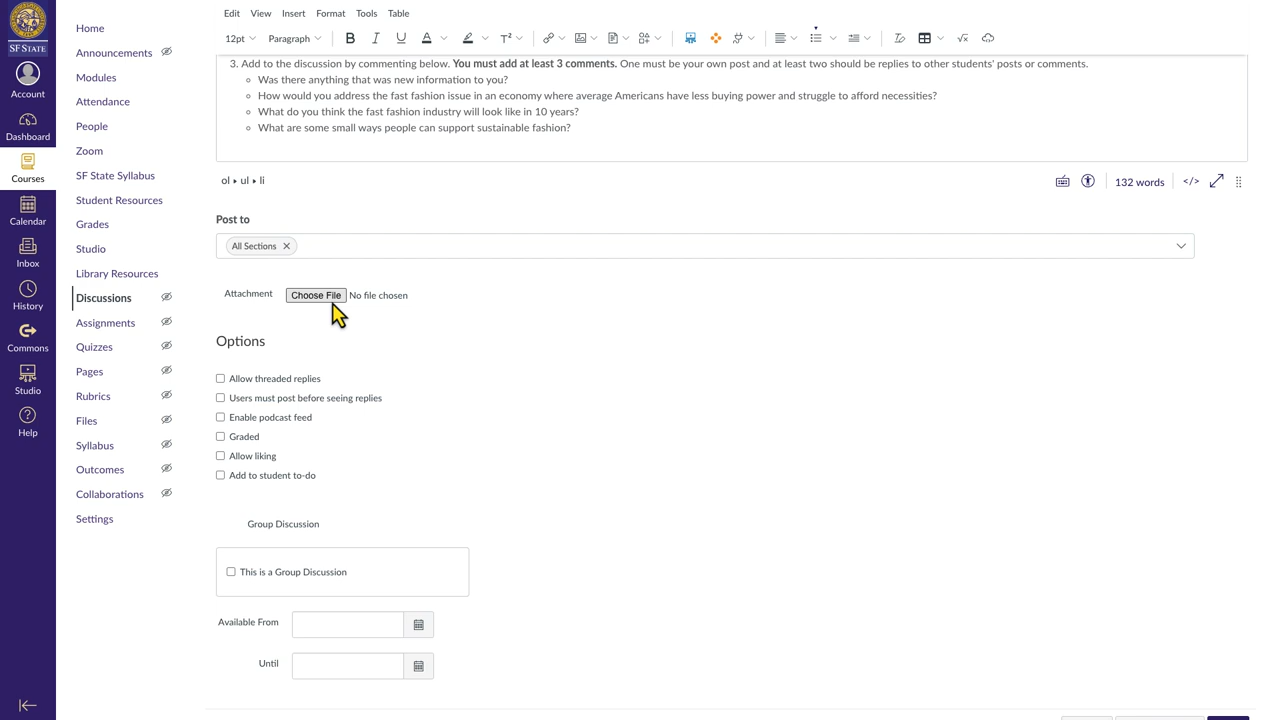 Edit View Insert Format Tools Table
12pt Paragraph
3. Add to the discussion by commenting below. You must add at least 3 comments. One must be your own post and at least two should be replies to other students' posts or comments.
Was there anything that was new information to you?
How would you address the fast fashion issue in an economy where average Americans have less buying power and struggle to afford necessities?
What do you think the fast fashion industry will look like in 10 years?
What are some small ways people can support sustainable fashion?
ol ▸ ul ▸ li
132 words </>
Post to
All Sections
Attachment Choose File No file chosen
Options
Allow threaded replies
Users must post before seeing replies
Enable podcast feed
Graded
Allow liking
Add to student to-do
Group Discussion
This is a Group Discussion
Available From
Until
SF STATE
Account
Dashboard
Courses
Calendar
Inbox
History
Commons
Studio
Help
Home
Announcements
Modules
Attendance
People
Zoom
SF State Syllabus
Student Resources
Grades
Studio
Library Resources
Discussions
Assignments
Quizzes
Pages
Rubrics
Files
Syllabus
Outcomes
Collaborations
Settings